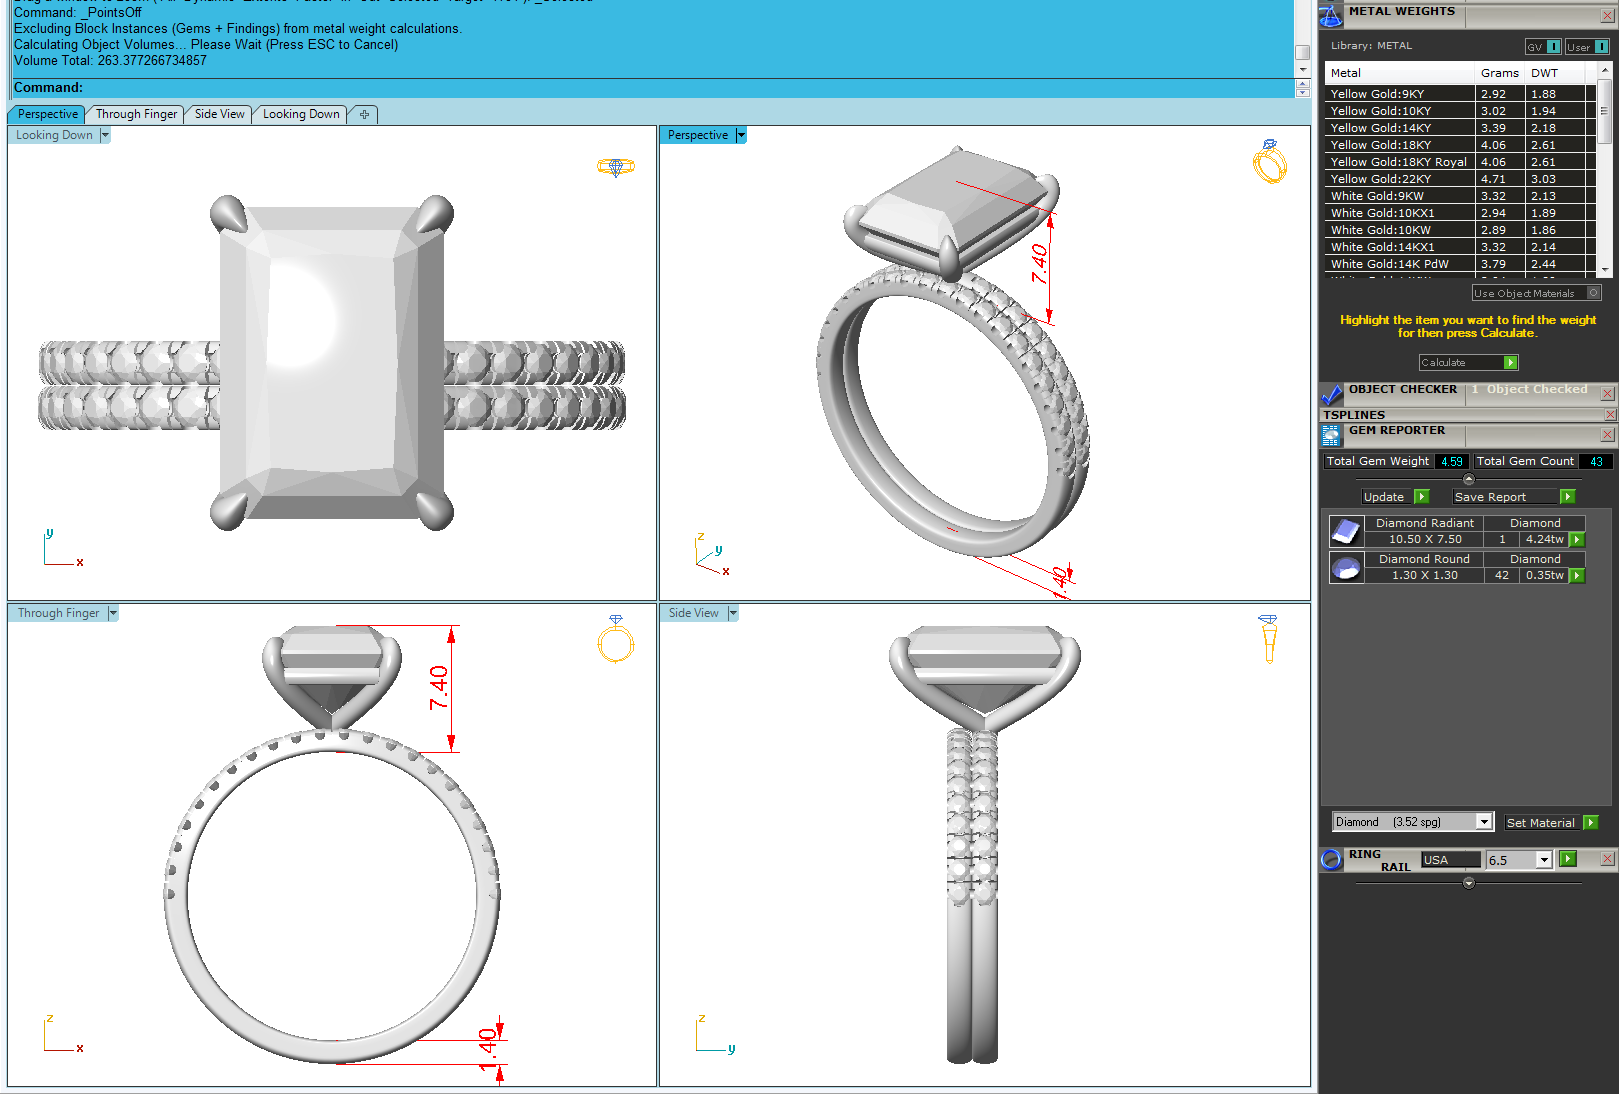 Command: _PointsOff
Excluding Block Instances (Gems + Findings) from metal weight calculations.
Calculating Object Volumes... Please Wait (Press ESC to Cancel)
Volume Total: 263.377266734857
Command:
Perspective Through Finger Side View Looking Down
Looking Down
Perspective
7.40
1.40
z
y
x
y
x
Through Finger
7.40
1.40
z
x
Side View
z
y
METAL WEIGHTS
Library: METAL GV User
Metal Grams DWT
Yellow Gold:9KY 2.92 1.88
Yellow Gold:10KY 3.02 1.94
Yellow Gold:14KY 3.39 2.18
Yellow Gold:18KY 4.06 2.61
Yellow Gold:18KY Royal 4.06 2.61
Yellow Gold:22KY 4.71 3.03
White Gold:9KW 3.32 2.13
White Gold:10KX1 2.94 1.89
White Gold:10KW 2.89 1.86
White Gold:14KX1 3.32 2.14
White Gold:14K PdW 3.79 2.44
Use Object Materials
Highlight the item you want to find the weight
for then press Calculate.
Calculate
OBJECT CHECKER 1 Object Checked
TSPLINES
GEM REPORTER
Total Gem Weight 4.59 Total Gem Count 43
Update Save Report
Diamond Radiant Diamond
10.50 X 7.50 1 4.24tw
Diamond Round Diamond
1.30 X 1.30 42 0.35tw
Diamond (3.52 spg) Set Material
RING
RAIL USA 6.5